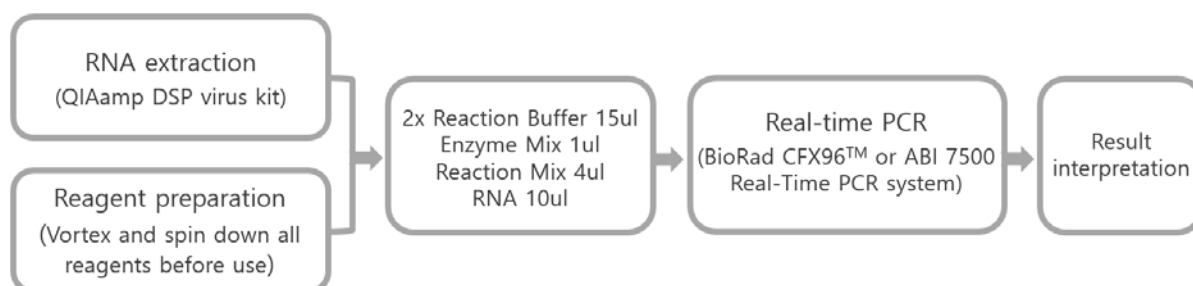 RNA extraction
(QIAamp DSP virus kit)
Reagent preparation
(Vortex and spin down all
reagents before use)
2x Reaction Buffer 15ul
Enzyme Mix 1ul
Reaction Mix 4ul
RNA 10ul
Real-time PCR
(BioRad CFX96™ or ABI 7500
Real-Time PCR system)
Result
interpretation